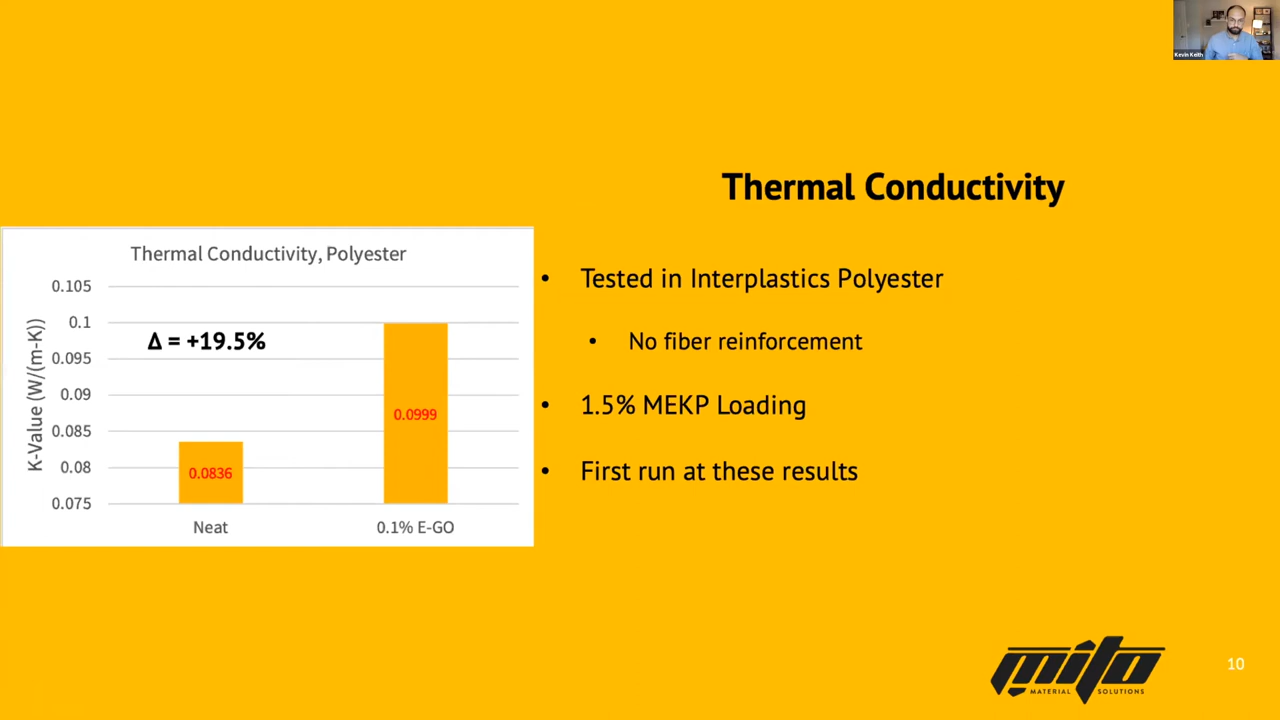 Kevin Keith
Thermal Conductivity
Thermal Conductivity, Polyester
K-Value (W/(m-K))
0.105
0.1
0.095
0.09
0.085
0.08
0.075
Δ = +19.5%
0.0836
0.0999
Neat
0.1% E-GO
• Tested in Interplastics Polyester
• No fiber reinforcement
• 1.5% MEKP Loading
• First run at these results
mito
MATERIAL SOLUTIONS
10